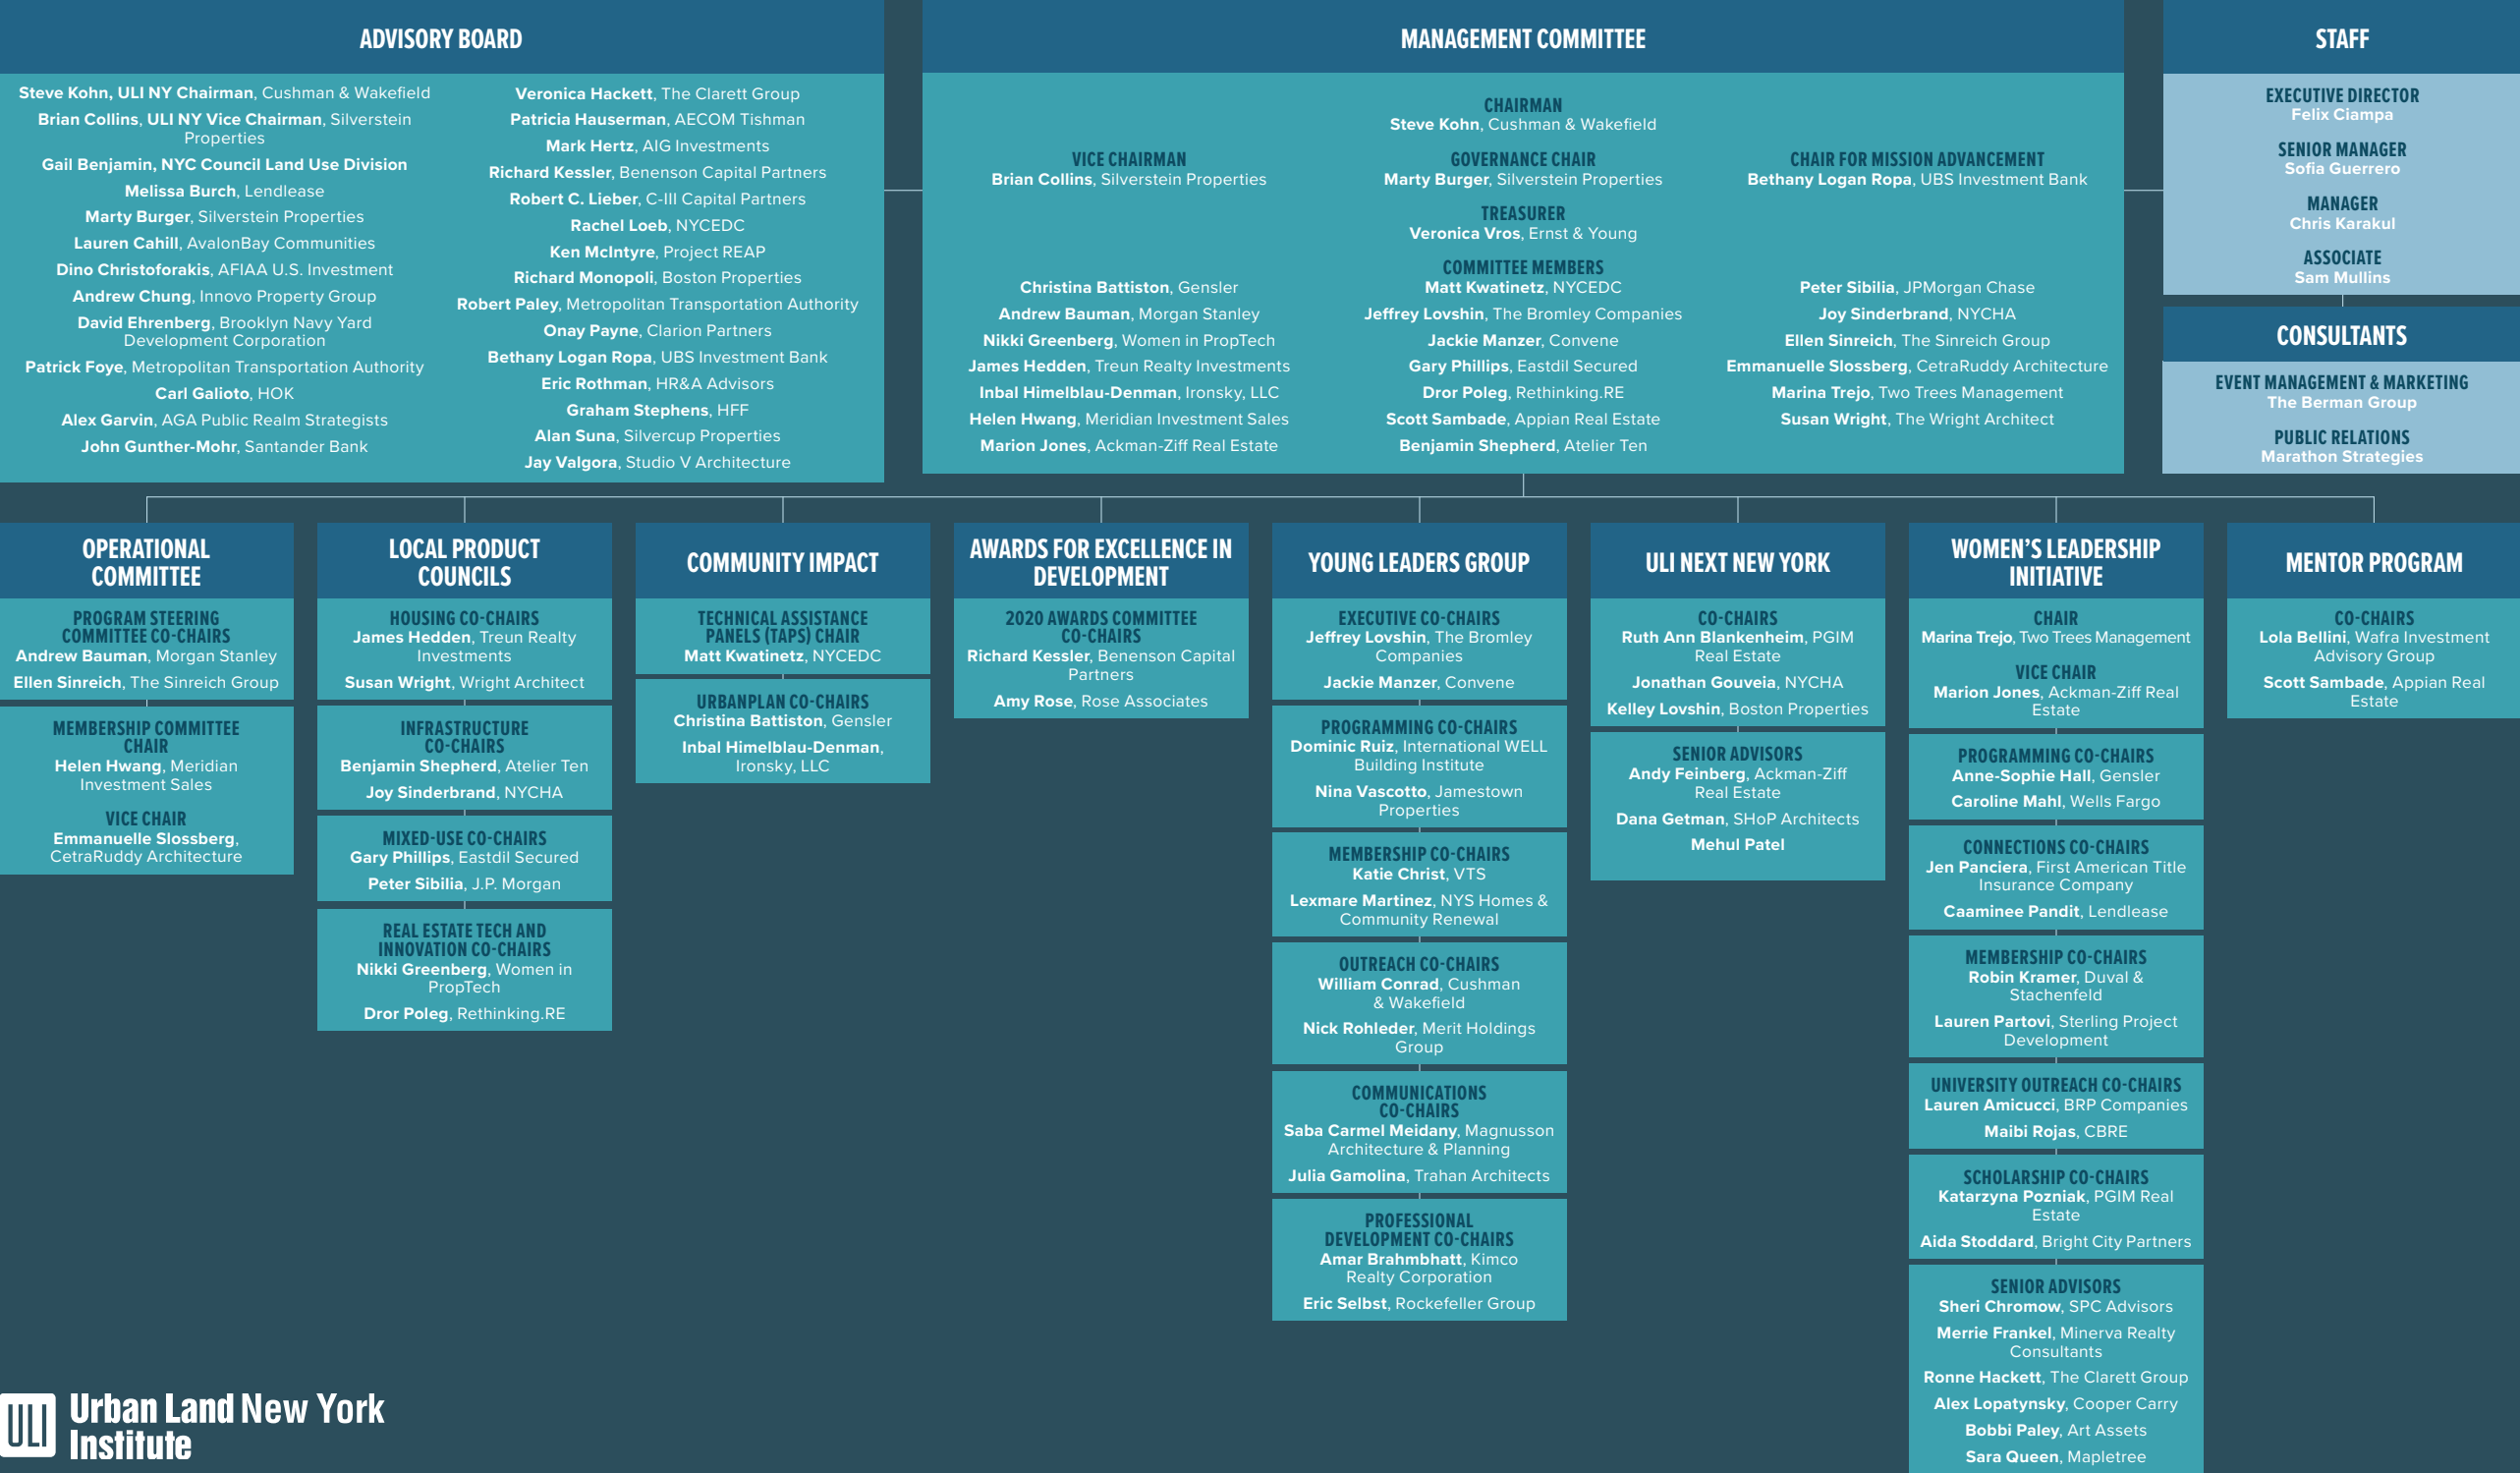 ADVISORY BOARD
Steve Kohn, ULI NY Chairman, Cushman & Wakefield
Brian Collins, ULI NY Vice Chairman, Silverstein
Properties
Gail Benjamin, NYC Council Land Use Division
Melissa Burch, Lendlease
Marty Burger, Silverstein Properties
Lauren Cahill, AvalonBay Communities
Dino Christoforakis, AFIAA U.S. Investment
Andrew Chung, Innovo Property Group
David Ehrenberg, Brooklyn Navy Yard
Development Corporation
Patrick Foye, Metropolitan Transportation Authority
Carl Galioto, HOK
Alex Garvin, AGA Public Realm Strategists
John Gunther-Mohr, Santander Bank
Veronica Hackett, The Clarett Group
Patricia Hauserman, AECOM Tishman
Mark Hertz, AIG Investments
Richard Kessler, Benenson Capital Partners
Robert C. Lieber, C-III Capital Partners
Rachel Loeb, NYCEDC
Ken McIntyre, Project REAP
Richard Monopoli, Boston Properties
Robert Paley, Metropolitan Transportation Authority
Onay Payne, Clarion Partners
Bethany Logan Ropa, UBS Investment Bank
Eric Rothman, HR&A Advisors
Graham Stephens, HFF
Alan Suna, Silvercup Properties
Jay Valgora, Studio V Architecture
MANAGEMENT COMMITTEE
CHAIRMAN
Steve Kohn, Cushman & Wakefield
VICE CHAIRMAN
Brian Collins, Silverstein Properties
GOVERNANCE CHAIR
Marty Burger, Silverstein Properties
CHAIR FOR MISSION ADVANCEMENT
Bethany Logan Ropa, UBS Investment Bank
TREASURER
Veronica Vros, Ernst & Young
COMMITTEE MEMBERS
Christina Battiston, Gensler
Andrew Bauman, Morgan Stanley
Nikki Greenberg, Women in PropTech
James Hedden, Treun Realty Investments
Inbal Himelblau-Denman, Ironsky, LLC
Helen Hwang, Meridian Investment Sales
Marion Jones, Ackman-Ziff Real Estate
Matt Kwatinetz, NYCEDC
Jeffrey Lovshin, The Bromley Companies
Jackie Manzer, Convene
Gary Phillips, Eastdil Secured
Dror Poleg, Rethinking.RE
Scott Sambade, Appian Real Estate
Benjamin Shepherd, Atelier Ten
Peter Sibilia, JPMorgan Chase
Joy Sinderbrand, NYCHA
Ellen Sinreich, The Sinreich Group
Emmanuelle Slossberg, CetraRuddy Architecture
Marina Trejo, Two Trees Management
Susan Wright, The Wright Architect
STAFF
EXECUTIVE DIRECTOR
Felix Ciampa
SENIOR MANAGER
Sofia Guerrero
MANAGER
Chris Karakul
ASSOCIATE
Sam Mullins
CONSULTANTS
EVENT MANAGEMENT & MARKETING
The Berman Group
PUBLIC RELATIONS
Marathon Strategies
OPERATIONAL
COMMITTEE
PROGRAM STEERING
COMMITTEE CO-CHAIRS
Andrew Bauman, Morgan Stanley
Ellen Sinreich, The Sinreich Group
MEMBERSHIP COMMITTEE
CHAIR
Helen Hwang, Meridian
Investment Sales
VICE CHAIR
Emmanuelle Slossberg,
CetraRuddy Architecture
LOCAL PRODUCT
COUNCILS
HOUSING CO-CHAIRS
James Hedden, Treun Realty
Investments
Susan Wright, Wright Architect
INFRASTRUCTURE
CO-CHAIRS
Benjamin Shepherd, Atelier Ten
Joy Sinderbrand, NYCHA
MIXED-USE CO-CHAIRS
Gary Phillips, Eastdil Secured
Peter Sibilia, J.P. Morgan
REAL ESTATE TECH AND
INNOVATION CO-CHAIRS
Nikki Greenberg, Women in
PropTech
Dror Poleg, Rethinking.RE
COMMUNITY IMPACT
TECHNICAL ASSISTANCE
PANELS (TAPS) CHAIR
Matt Kwatinetz, NYCEDC
URBANPLAN CO-CHAIRS
Christina Battiston, Gensler
Inbal Himelblau-Denman,
Ironsky, LLC
AWARDS FOR EXCELLENCE IN
DEVELOPMENT
2020 AWARDS COMMITTEE
CO-CHAIRS
Richard Kessler, Benenson Capital
Partners
Amy Rose, Rose Associates
YOUNG LEADERS GROUP
EXECUTIVE CO-CHAIRS
Jeffrey Lovshin, The Bromley
Companies
Jackie Manzer, Convene
PROGRAMMING CO-CHAIRS
Dominic Ruiz, International WELL
Building Institute
Nina Vascotto, Jamestown
Properties
MEMBERSHIP CO-CHAIRS
Katie Christ, VTS
Lexmare Martinez, NYS Homes &
Community Renewal
OUTREACH CO-CHAIRS
William Conrad, Cushman
& Wakefield
Nick Rohleder, Merit Holdings
Group
COMMUNICATIONS
CO-CHAIRS
Saba Carmel Meidany, Magnusson
Architecture & Planning
Julia Gamolina, Trahan Architects
PROFESSIONAL
DEVELOPMENT CO-CHAIRS
Amar Brahmbhatt, Kimco
Realty Corporation
Eric Selbst, Rockefeller Group
ULI NEXT NEW YORK
CO-CHAIRS
Ruth Ann Blankenheim, PGIM
Real Estate
Jonathan Gouveia, NYCHA
Kelley Lovshin, Boston Properties
SENIOR ADVISORS
Andy Feinberg, Ackman-Ziff
Real Estate
Dana Getman, SHoP Architects
Mehul Patel
WOMEN'S LEADERSHIP
INITIATIVE
CHAIR
Marina Trejo, Two Trees Management
VICE CHAIR
Marion Jones, Ackman-Ziff Real
Estate
PROGRAMMING CO-CHAIRS
Anne-Sophie Hall, Gensler
Caroline Mahl, Wells Fargo
CONNECTIONS CO-CHAIRS
Jen Panciera, First American Title
Insurance Company
Caaminee Pandit, Lendlease
MEMBERSHIP CO-CHAIRS
Robin Kramer, Duval &
Stachenfeld
Lauren Partovi, Sterling Project
Development
UNIVERSITY OUTREACH CO-CHAIRS
Lauren Amicucci, BRP Companies
Maibi Rojas, CBRE
SCHOLARSHIP CO-CHAIRS
Katarzyna Pozniak, PGIM Real
Estate
Aida Stoddard, Bright City Partners
SENIOR ADVISORS
Sheri Chromow, SPC Advisors
Merrie Frankel, Minerva Realty
Consultants
Ronne Hackett, The Clarett Group
Alex Lopatynsky, Cooper Carry
Bobbi Paley, Art Assets
Sara Queen, Mapletree
MENTOR PROGRAM
CO-CHAIRS
Lola Bellini, Wafra Investment
Advisory Group
Scott Sambade, Appian Real
Estate
ULI
Urban Land New York
Institute